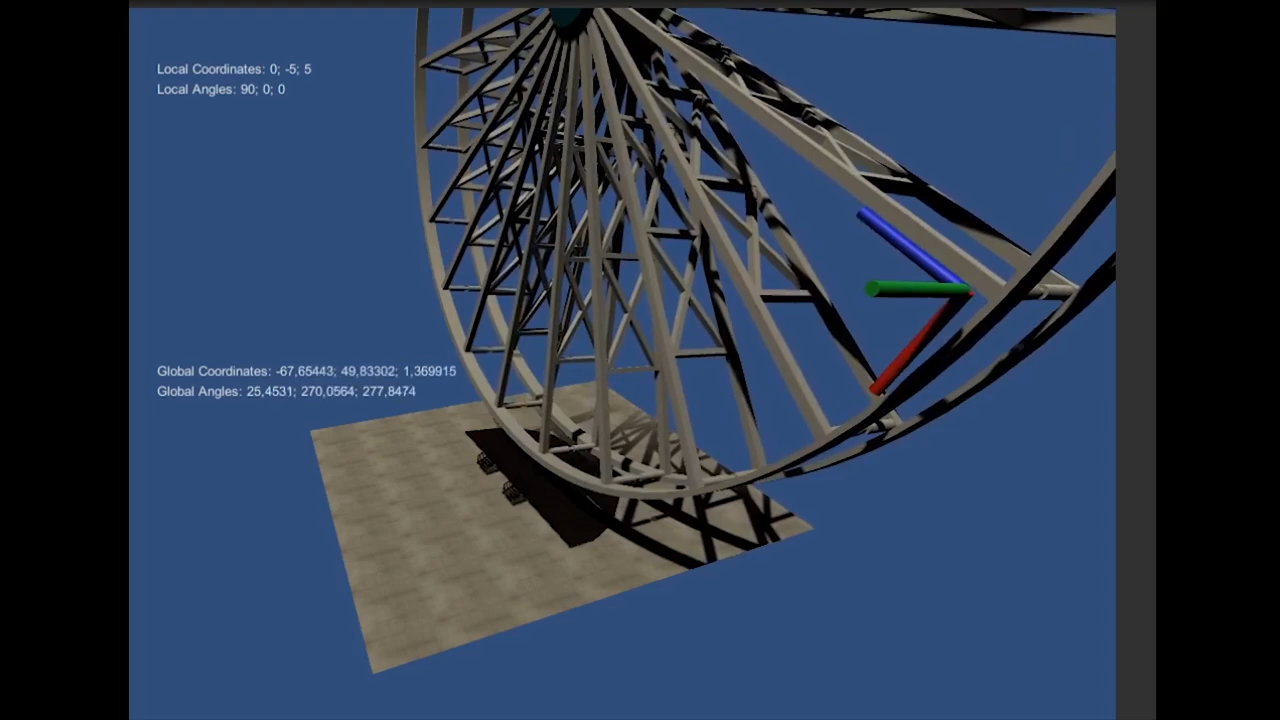 Local Coordinates: 0; -5; 5
Local Angles: 90; 0; 0
Global Coordinates: -67,65443; 49,83302; 1,369915
Global Angles: 25,4531; 270,0564; 277,8474